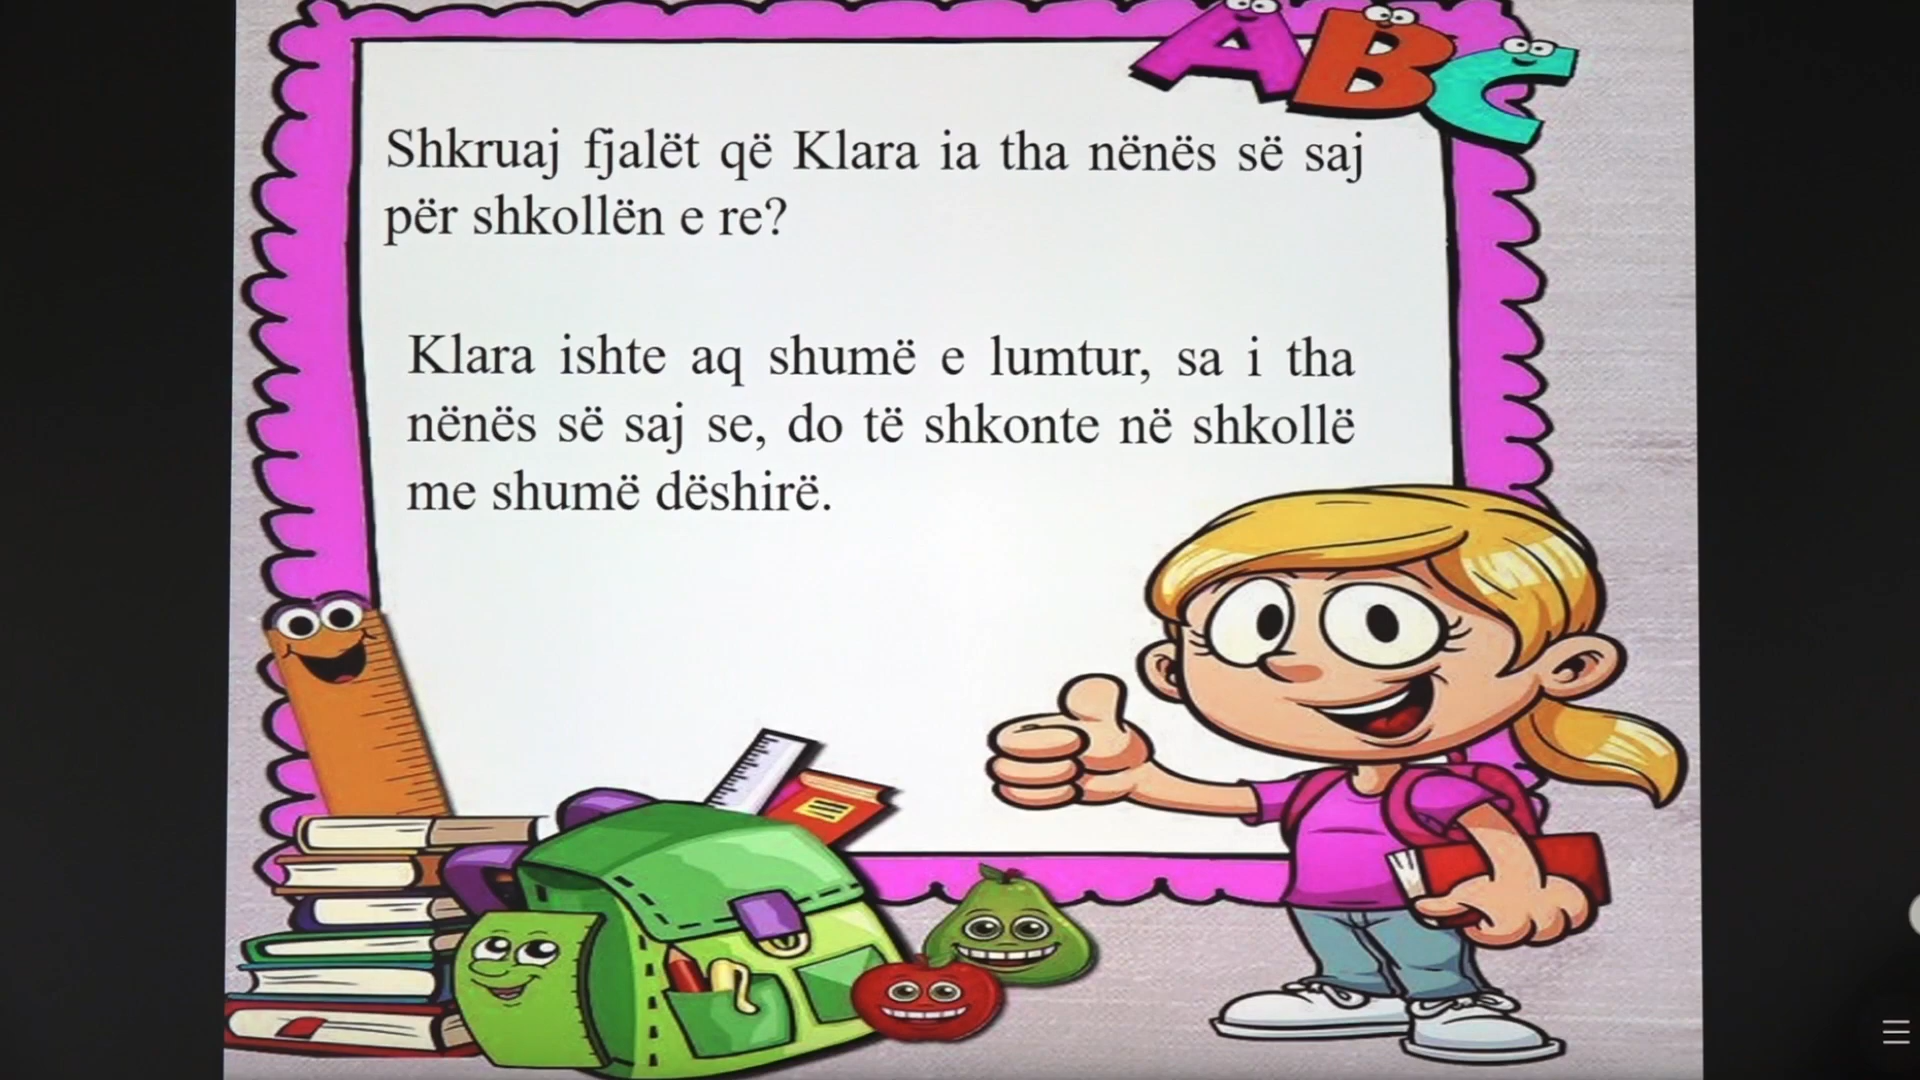 ABC
Shkruaj fjalët që Klara ia tha nënës së saj
për shkollën e re?
Klara ishte aq shumë e lumtur, sa i tha
nënës së saj se, do të shkonte në shkollë
me shumë dëshirë.